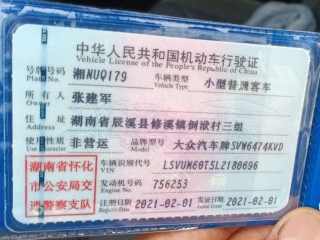 中华人民共和国机动车行驶证
Vehicle License of the People's Republic of China
号牌号码 湘NUQ179 车辆类型 小型普通客车
Plate No. Vehicle Type
所有人 张建军
Owner
住址 湖南省辰溪县修溪镇倒洑村三组
Address
使用性质 非营运 品牌型号 大众汽车牌SVW6474KVD
Use Character Model
湖南省怀化
市公安局交
通警察支队
车辆识别代号 LSVUM60T5L2180696
VIN
发动机号码 756253
Engine No.
注册日期 2021-02-01 发证日期 2021-02-01
Register Date Issue Date